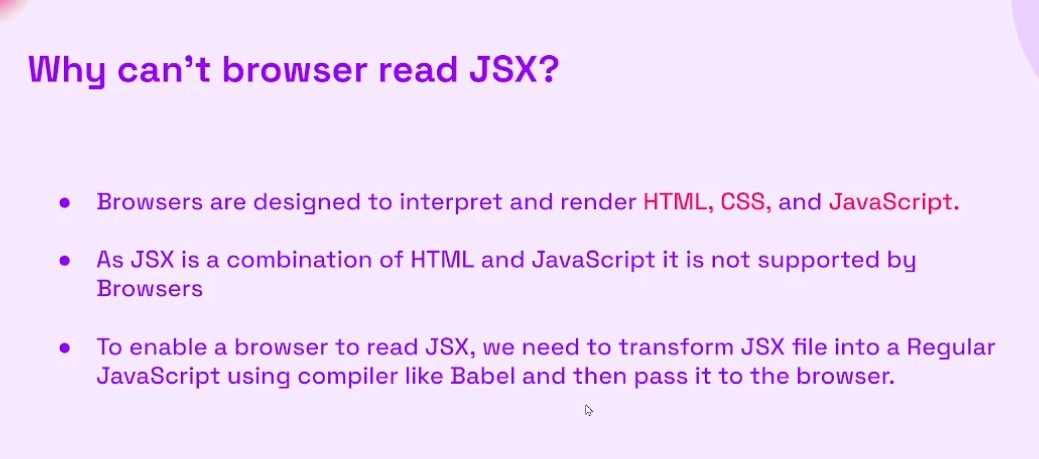 Why can't browser read JSX?
● Browsers are designed to interpret and render HTML, CSS, and JavaScript.
● As JSX is a combination of HTML and JavaScript it is not supported by
Browsers
● To enable a browser to read JSX, we need to transform JSX file into a Regular
JavaScript using compiler like Babel and then pass it to the browser.